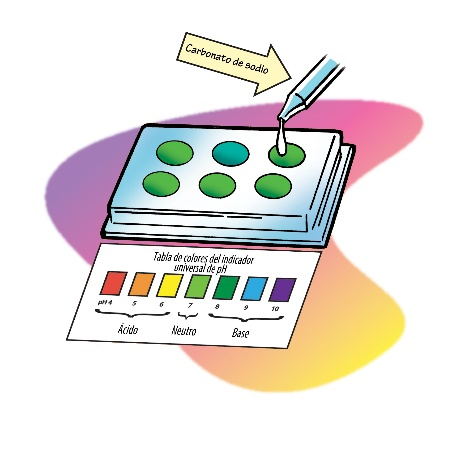 Carbonato de sodio
Tabla de colores del indicador
universal de pH
pH 4 5 6 7 8 9 10
Ácido Neutro Base